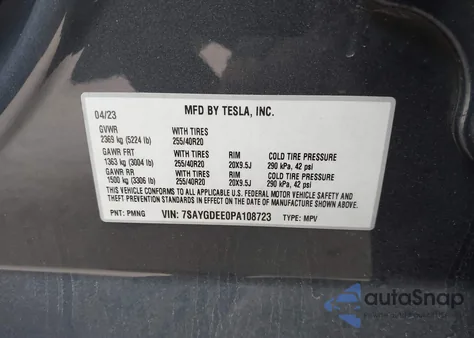 MFD BY TESLA, INC.
04/23
GVWR WITH TIRES
2369 kg (5224 lb) 255/40R20
GAWR FRT WITH TIRES RIM COLD TIRE PRESSURE
1363 kg (3004 lb) 255/40R20 20X9.5J 290 kPa, 42 psi
GAWR RR WITH TIRES RIM COLD TIRE PRESSURE
1500 kg (3306 lb) 255/40R20 20X9.5J 290 kPa, 42 psi
THIS VEHICLE CONFORMS TO ALL APPLICABLE U.S. FEDERAL MOTOR VEHICLE SAFETY AND
THEFT PREVENTION STANDARDS IN EFFECT ON THE DATE OF MANUFACTURE SHOWN ABOVE.
PNT: PMNG VIN: 7SAYGDEE0PA108723 TYPE: MPV
autoSnap